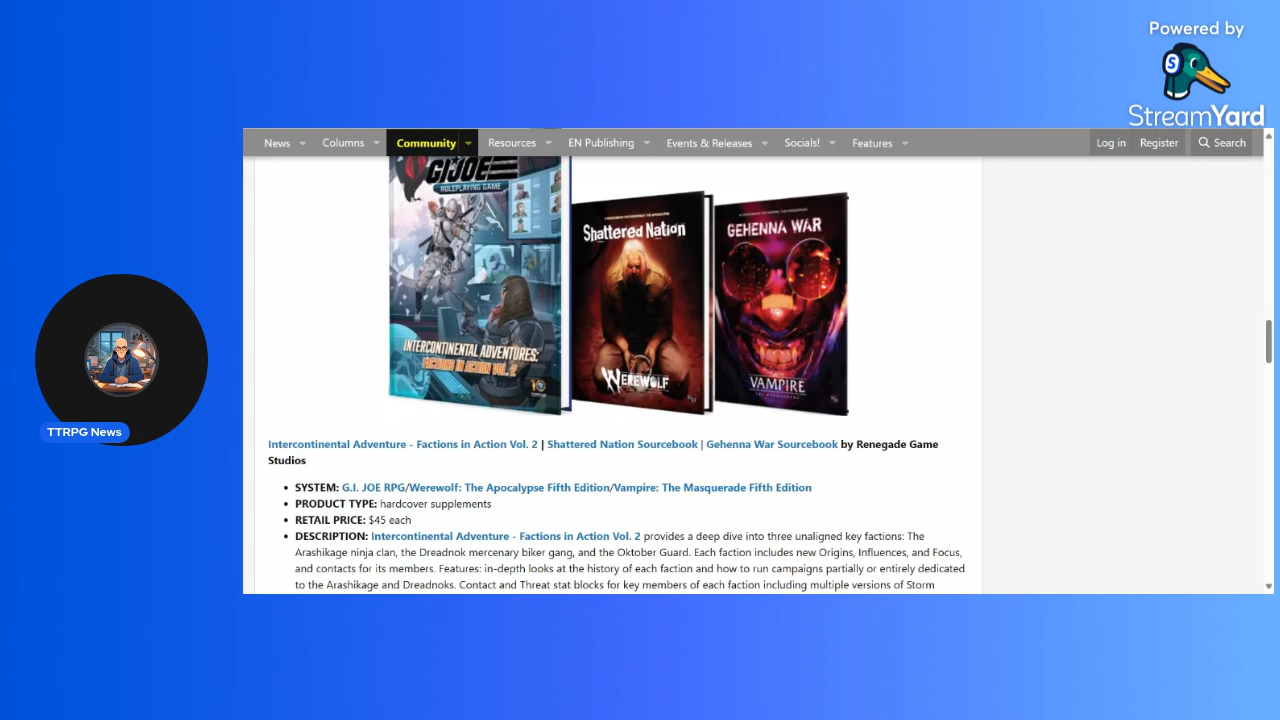 Powered by
StreamYard
News Columns Community Resources EN Publishing Events & Releases Socials! Features Log in Register Search
G.I. JOE
ROLEPLAYING GAME
INTERCONTINENTAL ADVENTURES:
FACTIONS IN ACTION VOL. 2
Shattered Nation
WEREWOLF
GEHENNA WAR
VAMPIRE
TTRPG News
Intercontinental Adventure - Factions in Action Vol. 2 | Shattered Nation Sourcebook | Gehenna War Sourcebook by Renegade Game
Studios
• SYSTEM: G.I. JOE RPG/Werewolf: The Apocalypse Fifth Edition/Vampire: The Masquerade Fifth Edition
• PRODUCT TYPE: hardcover supplements
• RETAIL PRICE: $45 each
• DESCRIPTION: Intercontinental Adventure - Factions in Action Vol. 2 provides a deep dive into three unaligned key factions: The
Arashikage ninja clan, the Dreadnok mercenary biker gang, and the Oktober Guard. Each faction includes new Origins, Influences, and Focus,
and contacts for its members. Features: in-depth looks at the history of each faction and how to run campaigns partially or entirely dedicated
to the Arashikage and Dreadnoks. Contact and Threat stat blocks for key members of each faction including multiple versions of Storm